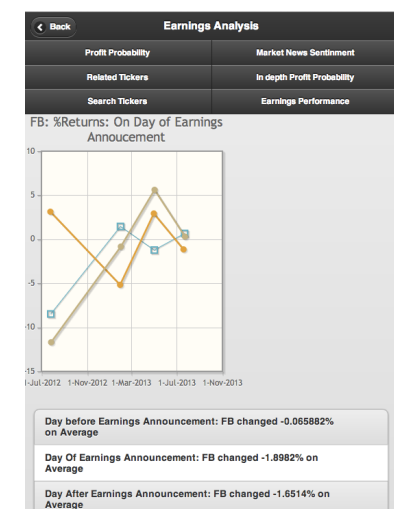 Back
Earnings Analysis
Profit Probability
Market News Sentinment
Related Tickers
In depth Profit Probability
Search Tickers
Earnings Performance
FB: %Returns: On Day of Earnings
Annoucement
10
5
0
-5
-10
-15
1-Jul-2012 1-Nov-2012 1-Mar-2013 1-Jul-2013 1-Nov-2013
Day before Earnings Announcement: FB changed -0.065882%
on Average
Day Of Earnings Announcement: FB changed -1.8982% on
Average
Day After Earnings Announcement: FB changed -1.6514% on
Average